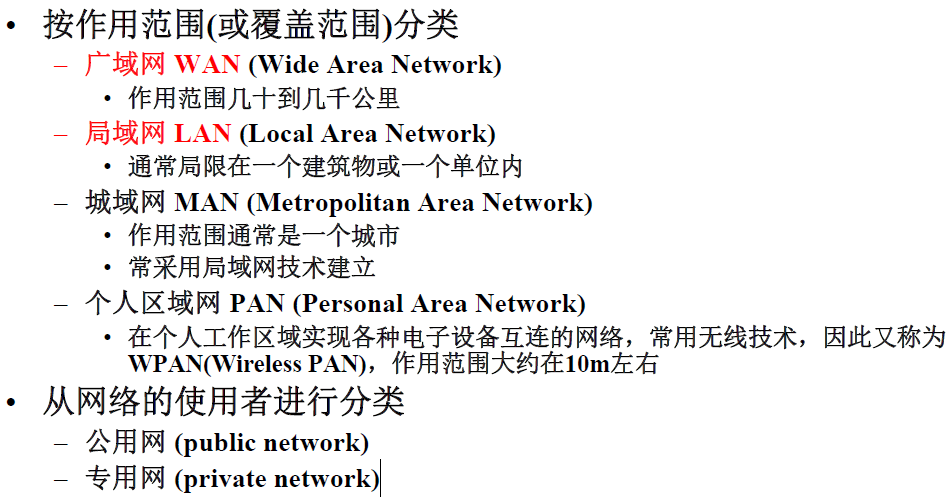 • 按作用范围(或覆盖范围)分类
– 广域网 WAN (Wide Area Network)
• 作用范围几十到几千公里
– 局域网 LAN (Local Area Network)
• 通常局限在一个建筑物或一个单位内
– 城域网 MAN (Metropolitan Area Network)
• 作用范围通常是一个城市
• 常采用局域网技术建立
– 个人区域网 PAN (Personal Area Network)
• 在个人工作区域实现各种电子设备互连的网络，常用无线技术，因此又称为
WPAN(Wireless PAN)，作用范围大约在10m左右
• 从网络的使用者进行分类
– 公用网 (public network)
– 专用网 (private network)